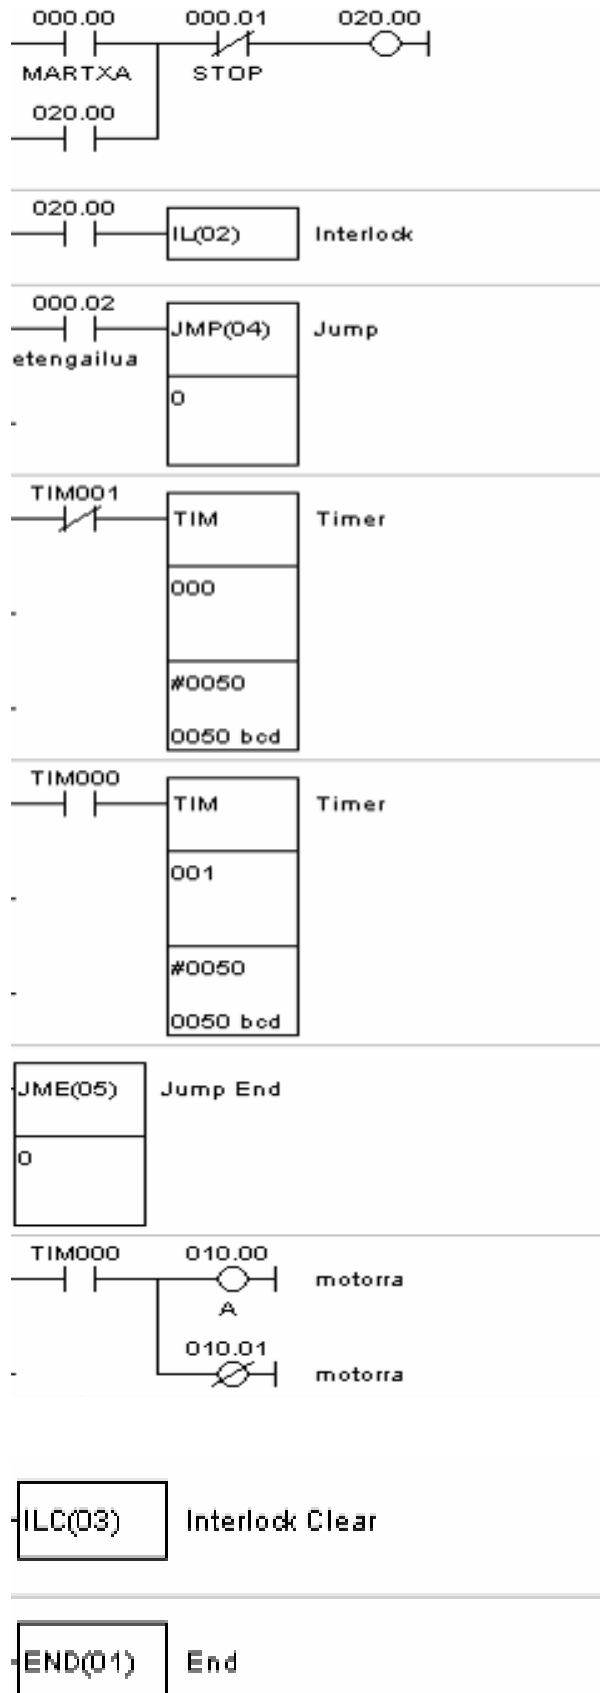 000.00 000.01 020.00
MARTXA STOP
020.00
020.00
IL(02) Interlock
000.02
JMP(04) Jump
etengailua
0
TIM001
TIM Timer
000
#0050
0050 bcd
TIM000
TIM Timer
001
#0050
0050 bcd
JME(05) Jump End
0
TIM000 010.00
motorra
A
010.01
motorra
ILC(03) Interlock Clear
END(01) End